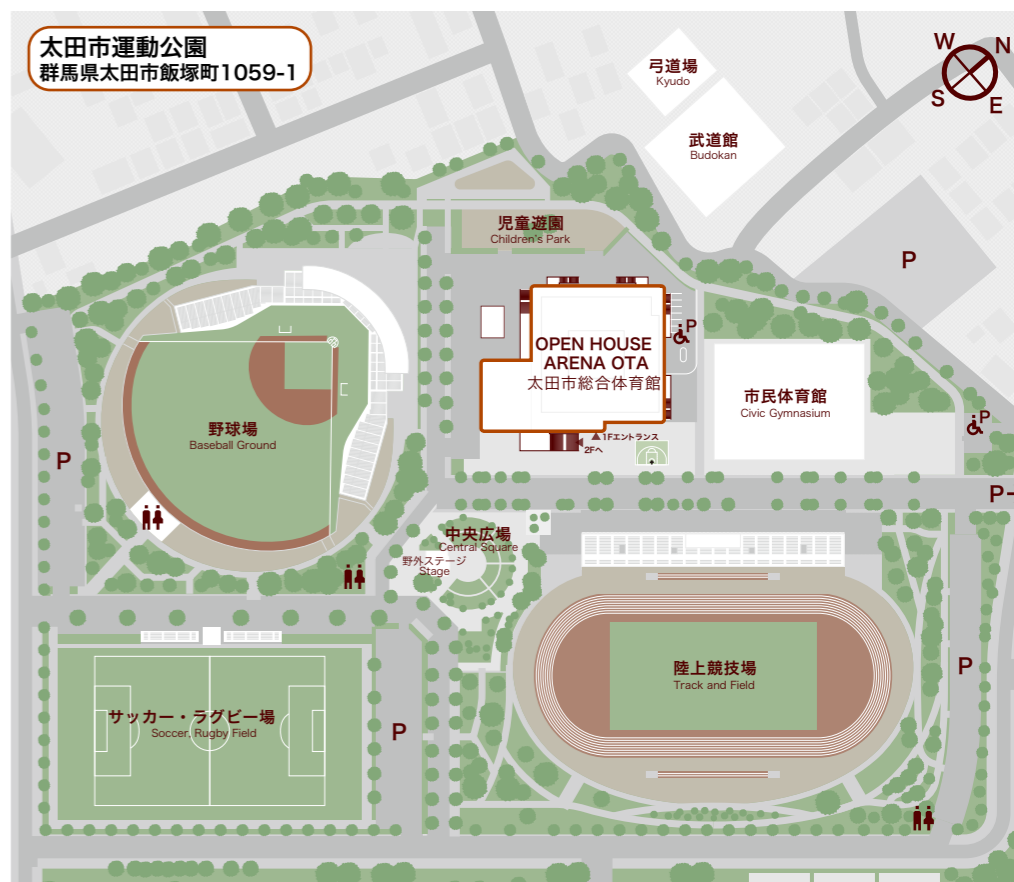 太田市運動公園
群馬県太田市飯塚町1059-1
W
N
S
E
弓道場
Kyudo
武道館
Budokan
児童遊園
Children's Park
P
P
OPEN HOUSE
ARENA OTA
太田市総合体育館
市民体育館
Civic Gymnasium
野球場
Baseball Ground
P
1Fエントランス
2Fへ
P
P
中央広場
Central Square
野外ステージ
Stage
陸上競技場
Track and Field
P
サッカー・ラグビー場
Soccer, Rugby Field
P